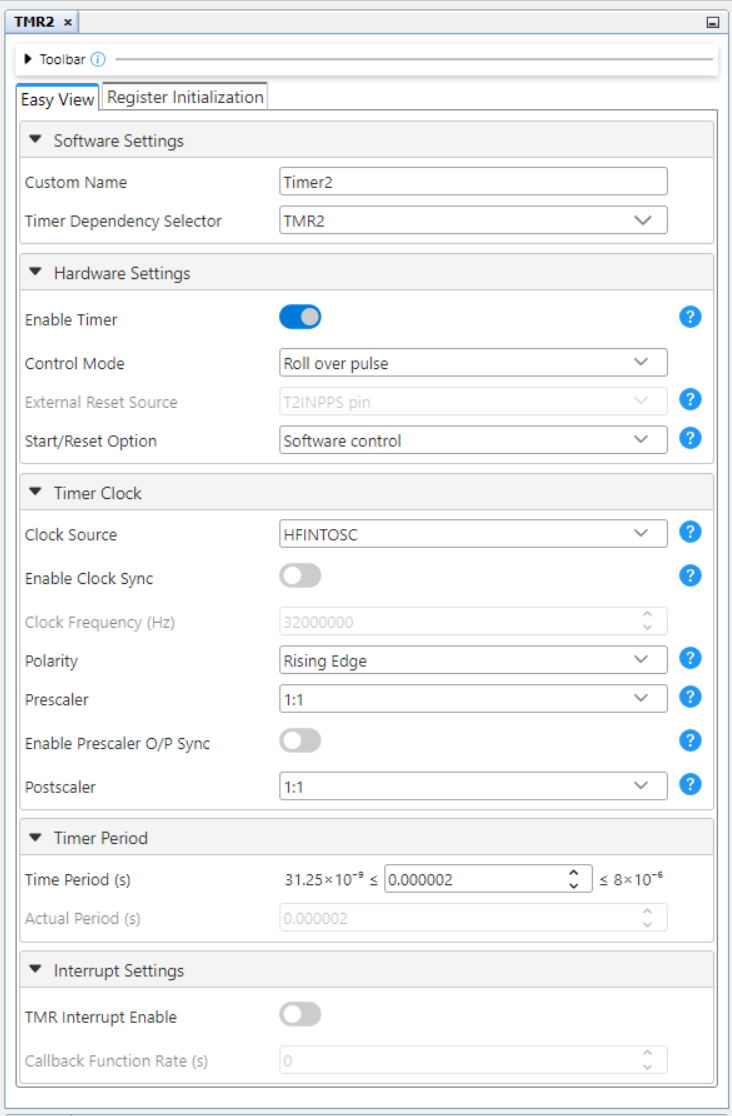 TMR2 ×
Toolbar i
Easy View Register Initialization
Software Settings
Custom Name Timer2
Timer Dependency Selector TMR2
Hardware Settings
Enable Timer ?
Control Mode Roll over pulse
External Reset Source T2INPPS pin ?
Start/Reset Option Software control ?
Timer Clock
Clock Source HFINTOSC ?
Enable Clock Sync ?
Clock Frequency (Hz) 32000000
Polarity Rising Edge ?
Prescaler 1:1 ?
Enable Prescaler O/P Sync ?
Postscaler 1:1 ?
Timer Period
Time Period (s) 31.25×10⁻⁹ ≤ 0.000002 ≤ 8×10⁻⁶
Actual Period (s) 0.000002
Interrupt Settings
TMR Interrupt Enable
Callback Function Rate (s) 0